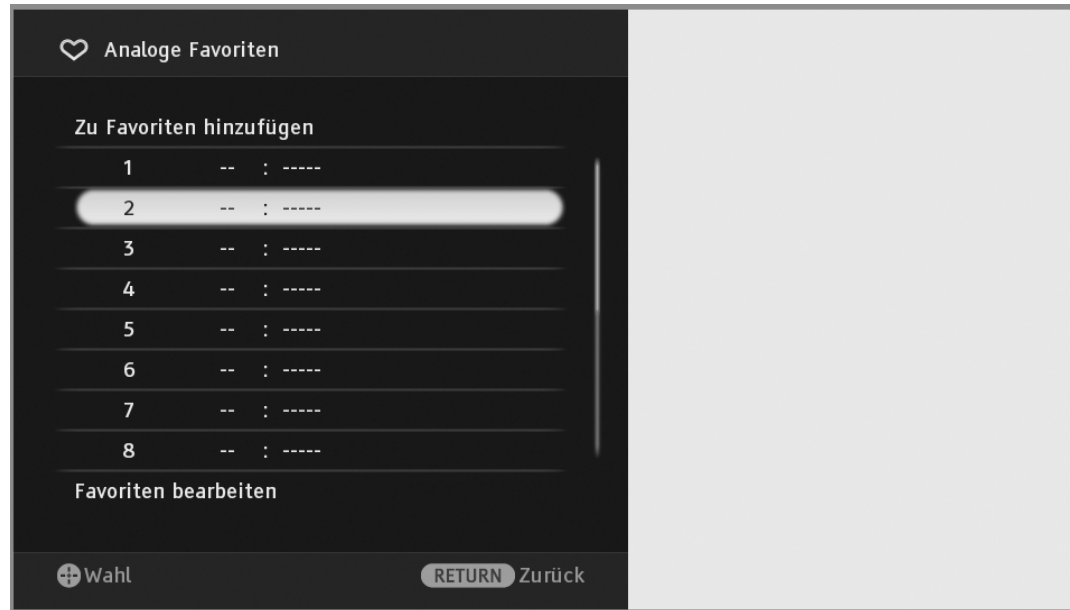 Analoge Favoriten
Zu Favoriten hinzufügen
1 -- : -----
2 -- : -----
3 -- : -----
4 -- : -----
5 -- : -----
6 -- : -----
7 -- : -----
8 -- : -----
Favoriten bearbeiten
Wahl RETURN Zurück